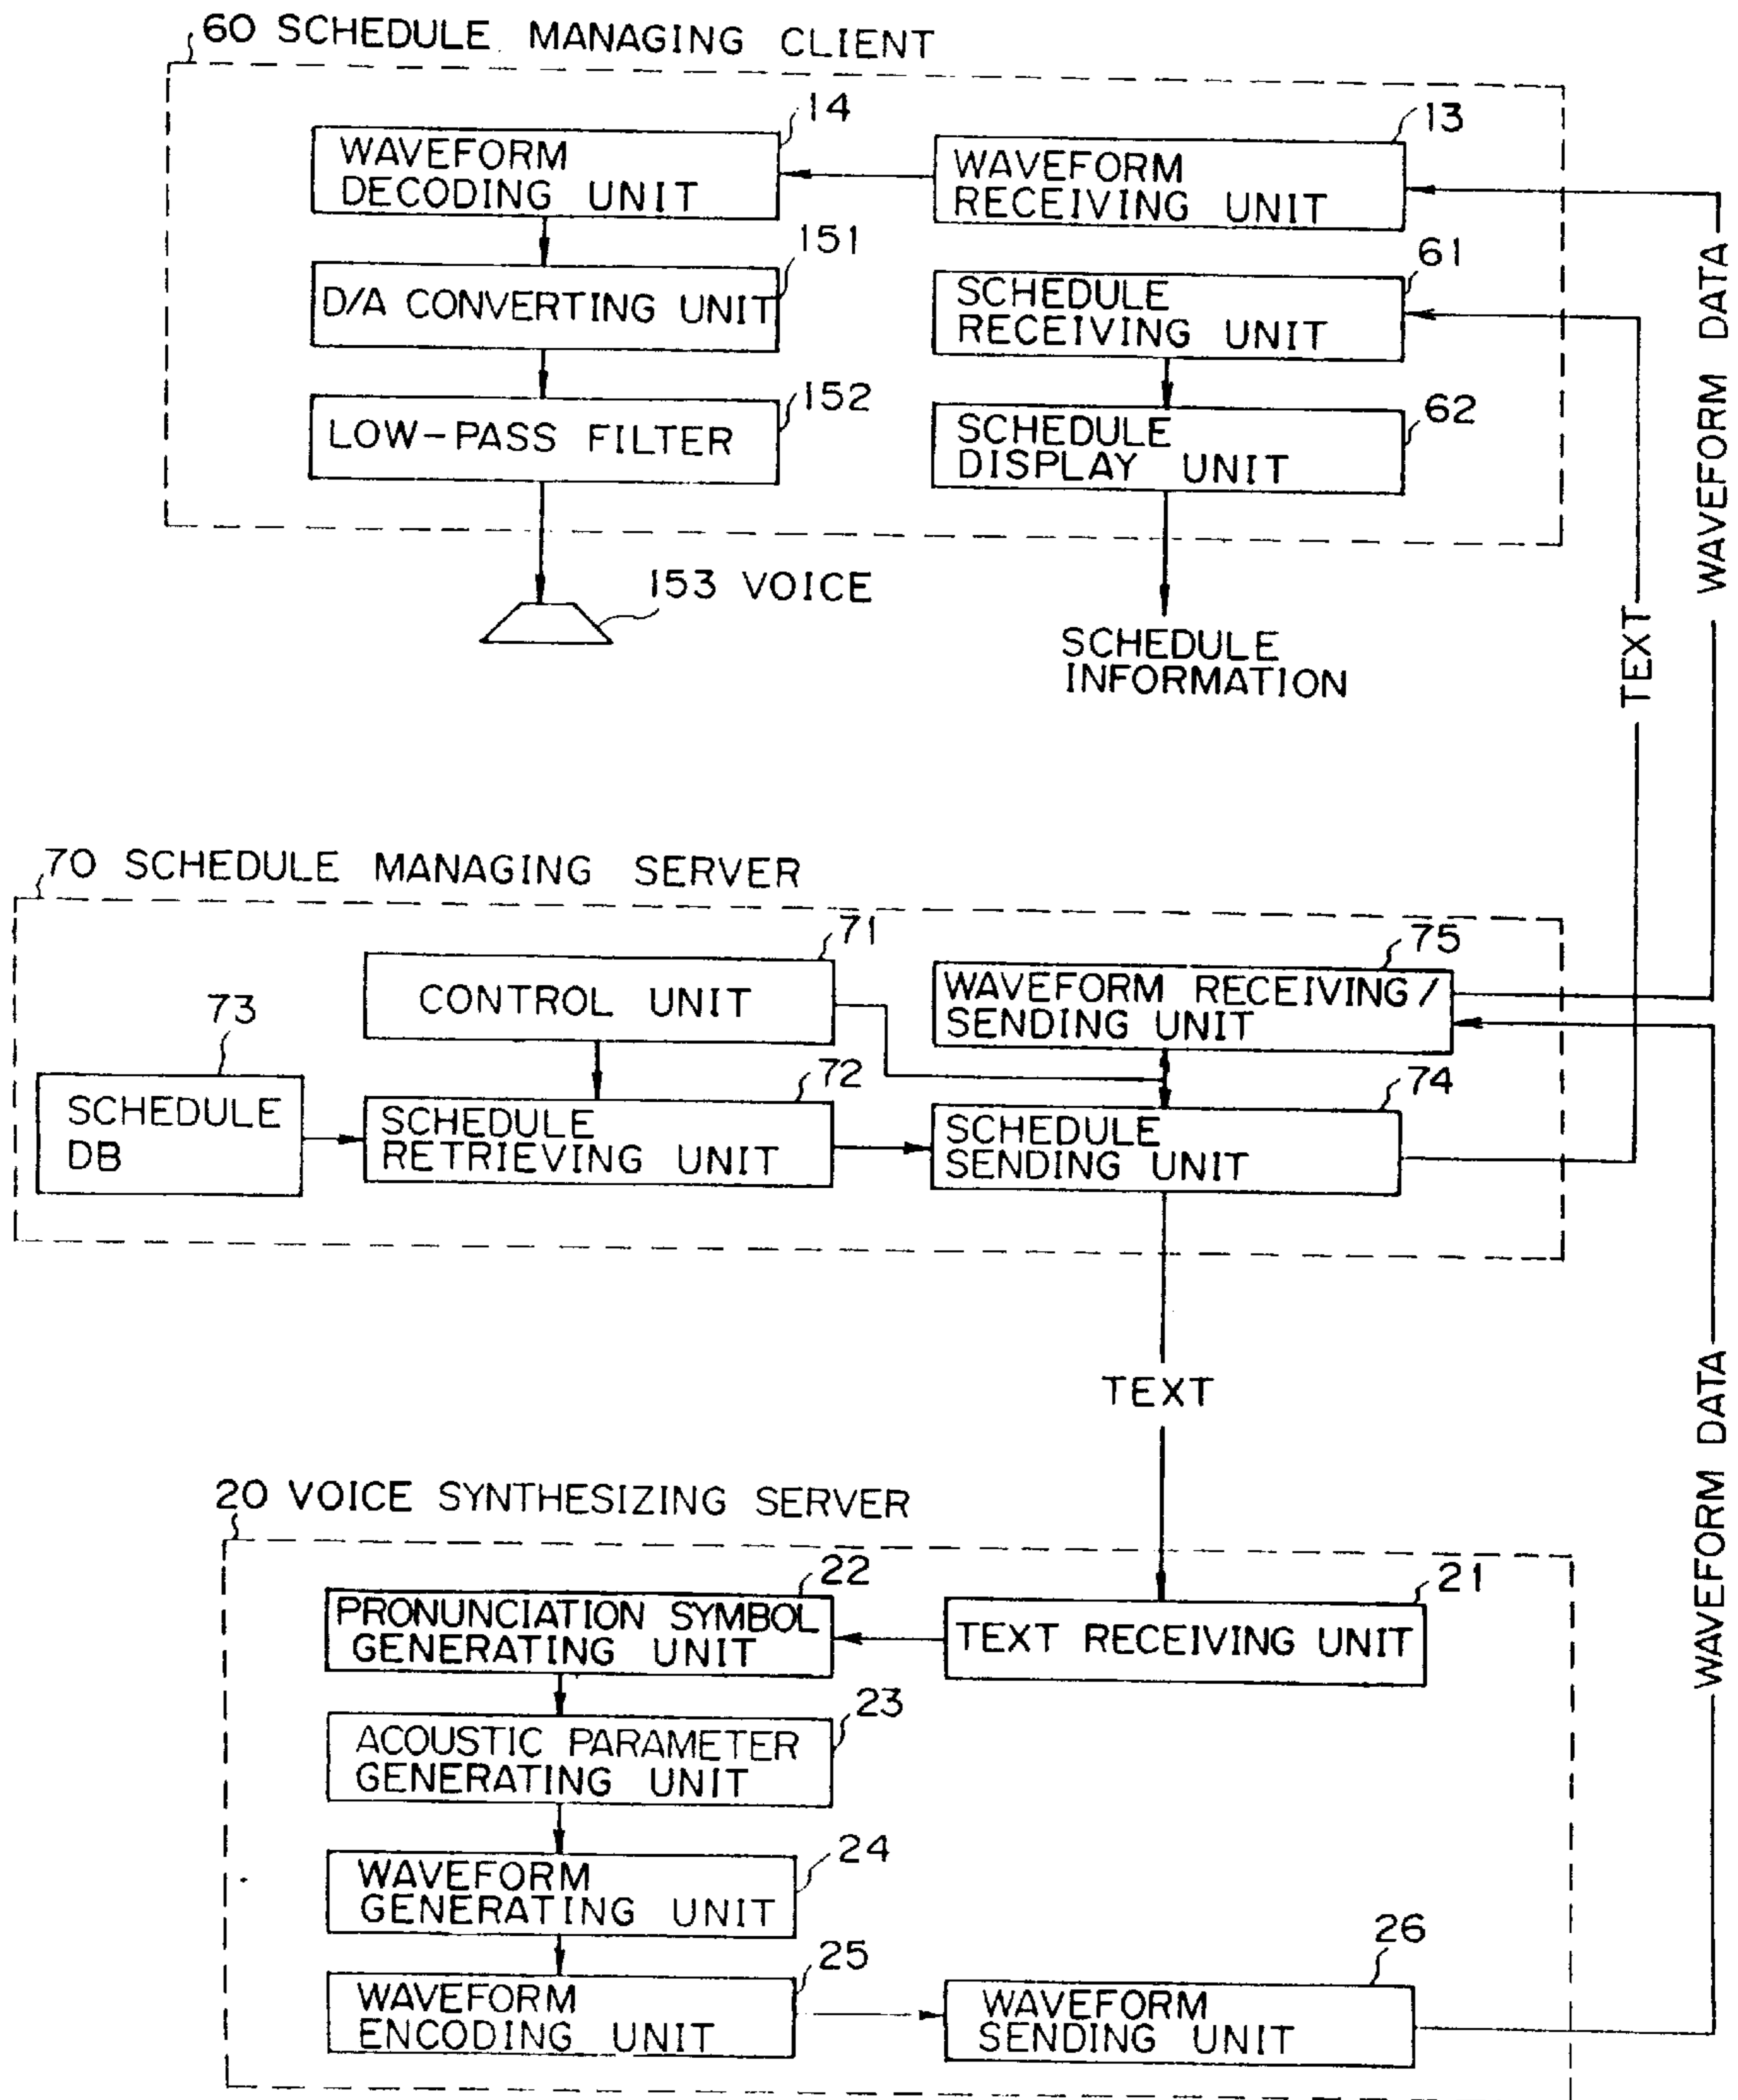 60 SCHEDULE MANAGING CLIENT
14
WAVEFORM
DECODING UNIT
13
WAVEFORM
RECEIVING UNIT
151
D/A CONVERTING UNIT
61
SCHEDULE
RECEIVING UNIT
152
LOW-PASS FILTER
62
SCHEDULE
DISPLAY UNIT
153 VOICE
SCHEDULE
INFORMATION
TEXT
WAVEFORM DATA
70 SCHEDULE MANAGING SERVER
71
CONTROL UNIT
75
WAVEFORM RECEIVING/
SENDING UNIT
73
SCHEDULE
DB
72
SCHEDULE
RETRIEVING UNIT
74
SCHEDULE
SENDING UNIT
TEXT
WAVEFORM DATA
20 VOICE SYNTHESIZING SERVER
22
PRONUNCIATION SYMBOL
GENERATING UNIT
21
TEXT RECEIVING UNIT
23
ACOUSTIC PARAMETER
GENERATING UNIT
24
WAVEFORM
GENERATING UNIT
25
WAVEFORM
ENCODING UNIT
26
WAVEFORM
SENDING UNIT